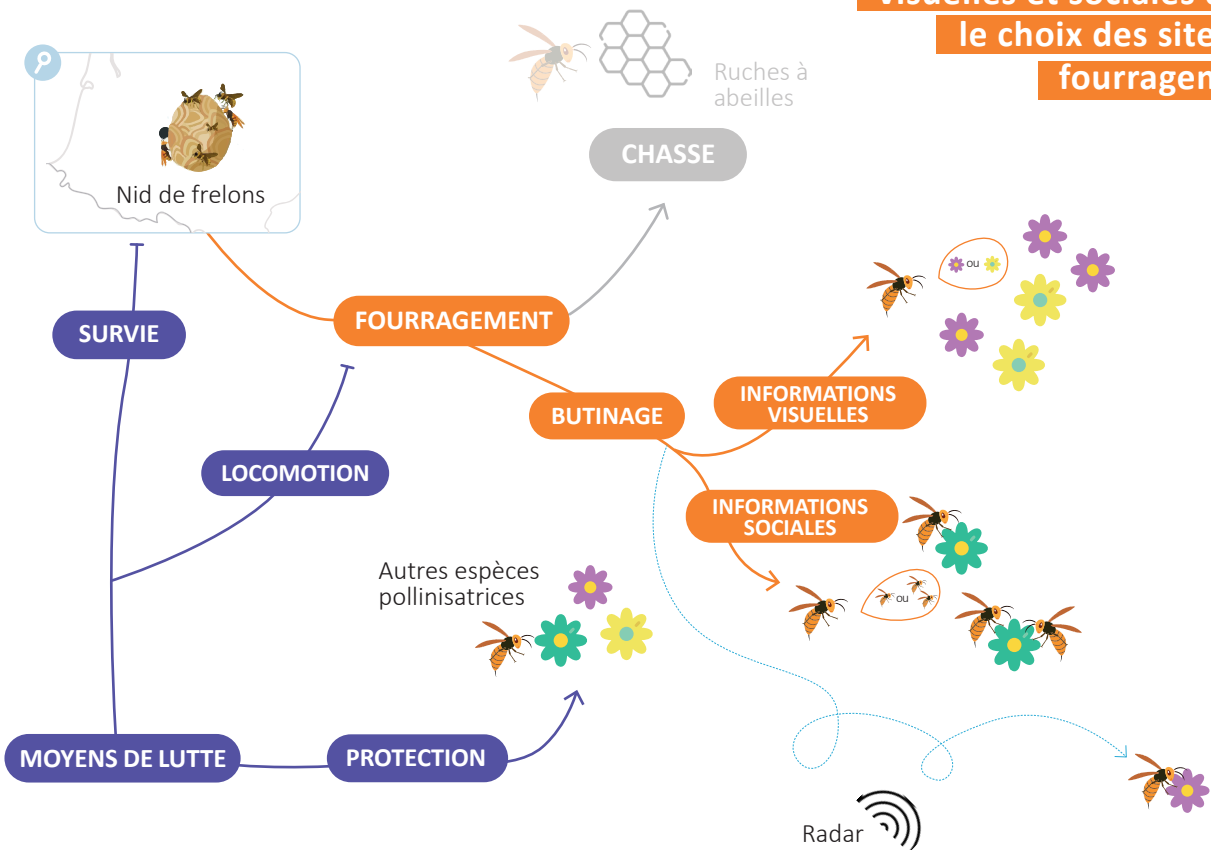 le choix des site
fourragen
Ruches à
abeilles
CHASSE
Nid de frelons
ou
SURVIE
FOURRAGEMENT
INFORMATIONS
VISUELLES
BUTINAGE
LOCOMOTION
INFORMATIONS
SOCIALES
Autres espèces
pollinisatrices
ou
MOYENS DE LUTTE
PROTECTION
Radar